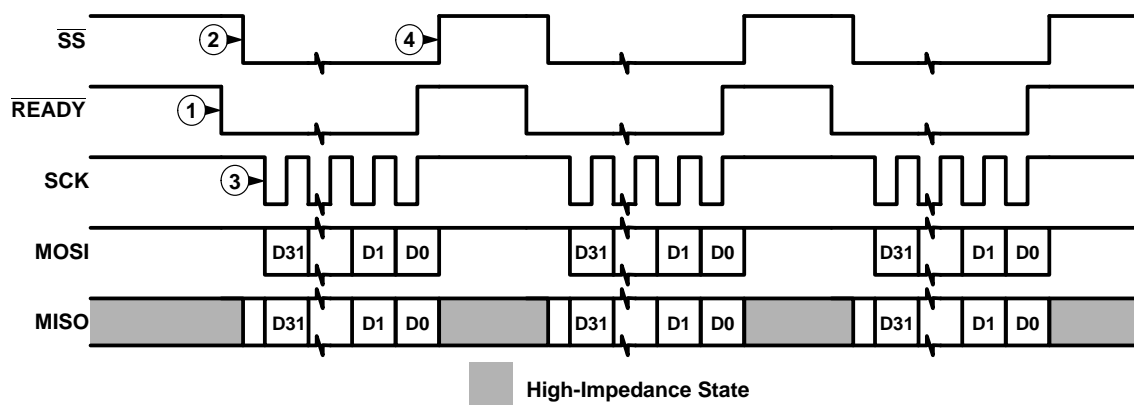 SS
2
4
READY
1
SCK
3
MOSI
D31
D1
D0
D31
D1
D0
D31
D1
D0
MISO
D31
D1
D0
D31
D1
D0
D31
D1
D0
High-Impedance State